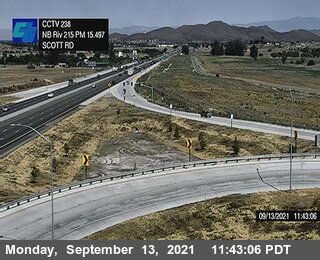 CCTV 238
NB Riv 215 PM 15.497
SCOTT RD
09/13/2021 11:43:06
Monday, September 13, 2021 11:43:06 PDT